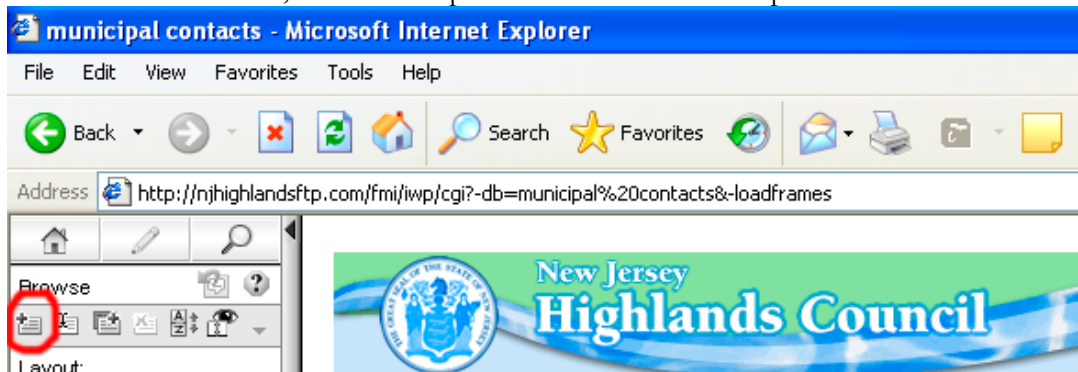 municipal contacts - Microsoft Internet Explorer
File Edit View Favorites Tools Help
Back Search Favorites
Address http://njhighlandsftp.com/fmi/iwp/cgi?-db=municipal%20contacts&-loadframes
Browse
New Jersey
Highlands Council
Layout: